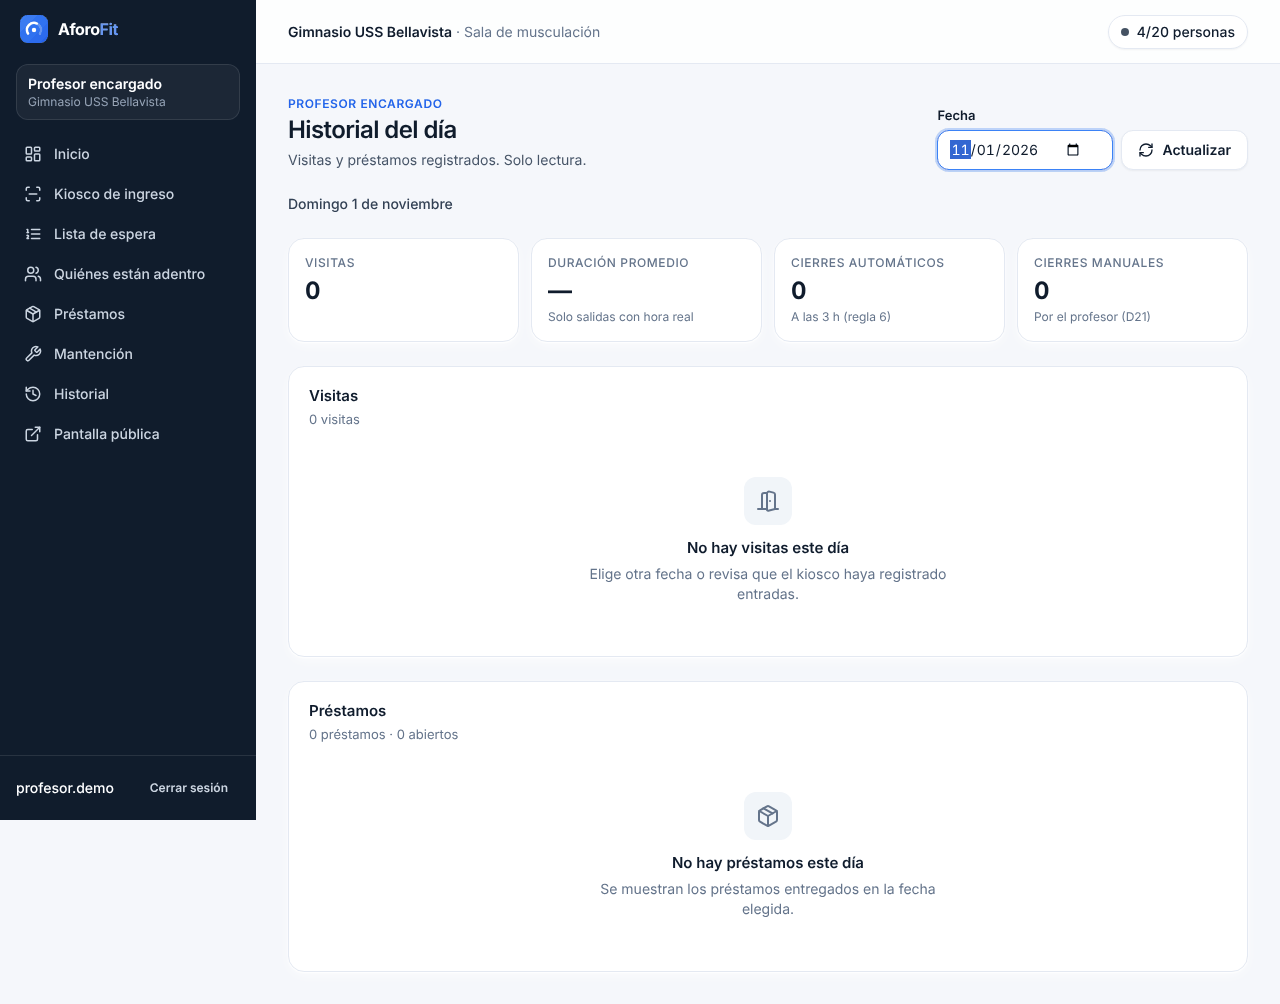 AforoFit
Profesor encargado
Gimnasio USS Bellavista
Inicio
Kiosco de ingreso
Lista de espera
Quiénes están adentro
Préstamos
Mantención
Historial
Pantalla pública
profesor.demo
Cerrar sesión
Gimnasio USS Bellavista · Sala de musculación
4/20 personas
PROFESOR ENCARGADO
Historial del día
Visitas y préstamos registrados. Solo lectura.
Fecha
11/01/2026
Actualizar
Domingo 1 de noviembre
VISITAS
0
DURACIÓN PROMEDIO
—
Solo salidas con hora real
CIERRES AUTOMÁTICOS
0
A las 3 h (regla 6)
CIERRES MANUALES
0
Por el profesor (D21)
Visitas
0 visitas
No hay visitas este día
Elige otra fecha o revisa que el kiosco haya registrado
entradas.
Préstamos
0 préstamos · 0 abiertos
No hay préstamos este día
Se muestran los préstamos entregados en la fecha
elegida.